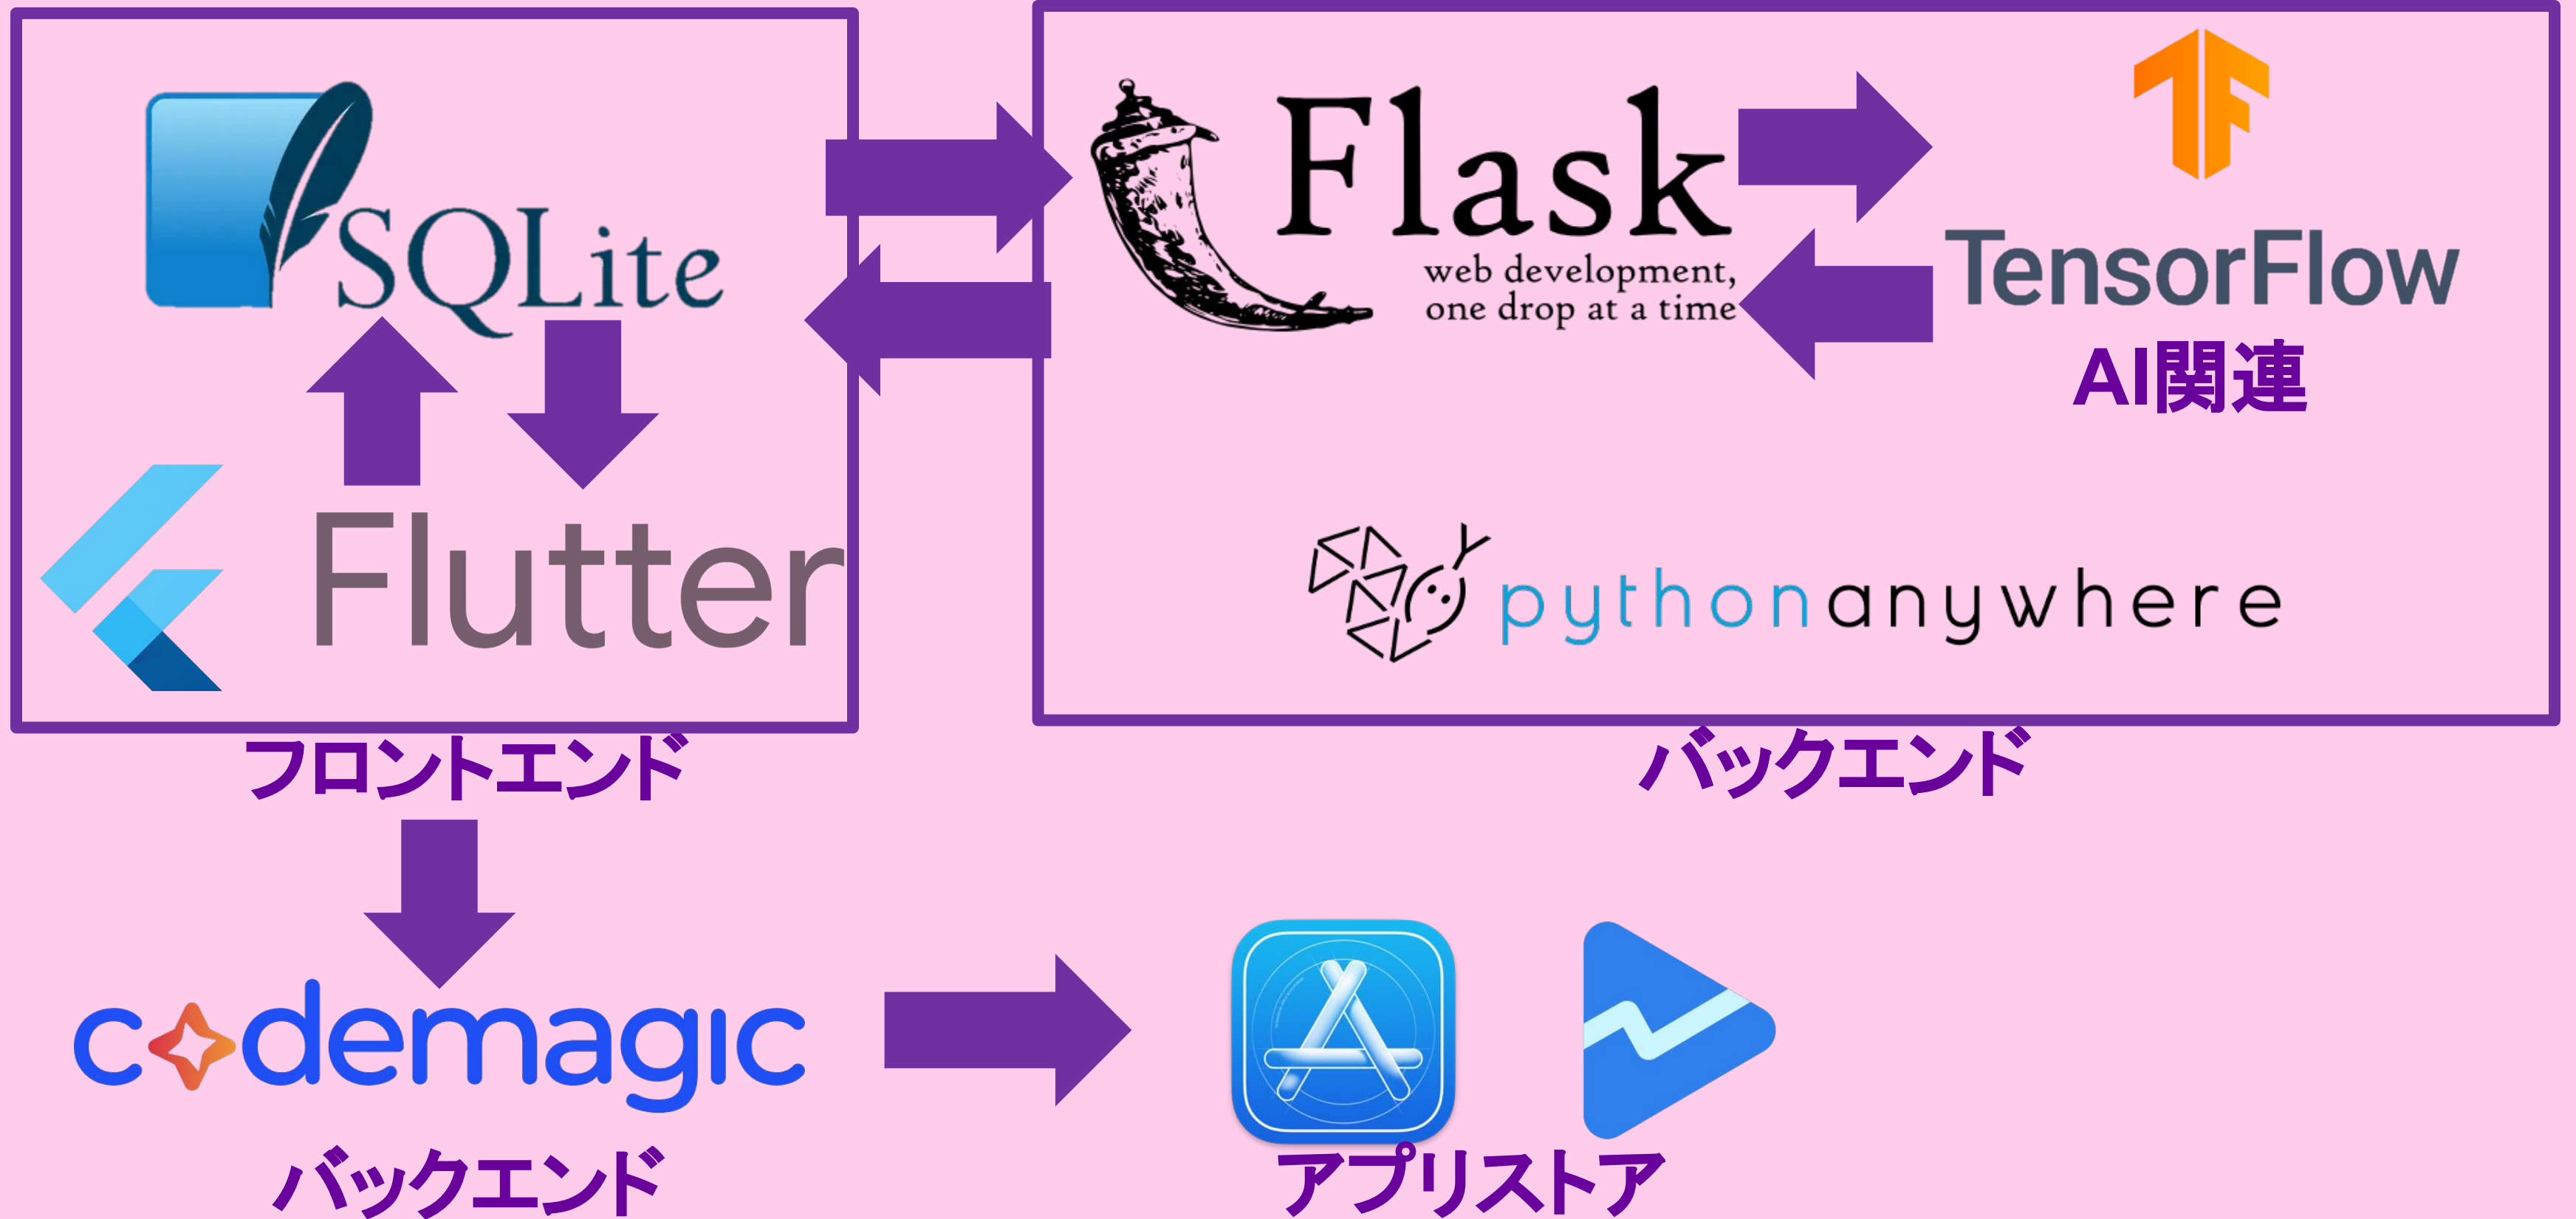 SQLite
Flask
web development,
one drop at a time
TensorFlow
AI関連
Flutter
pythonanywhere
フロントエンド
バックエンド
codemagic
バックエンド
アプリストア